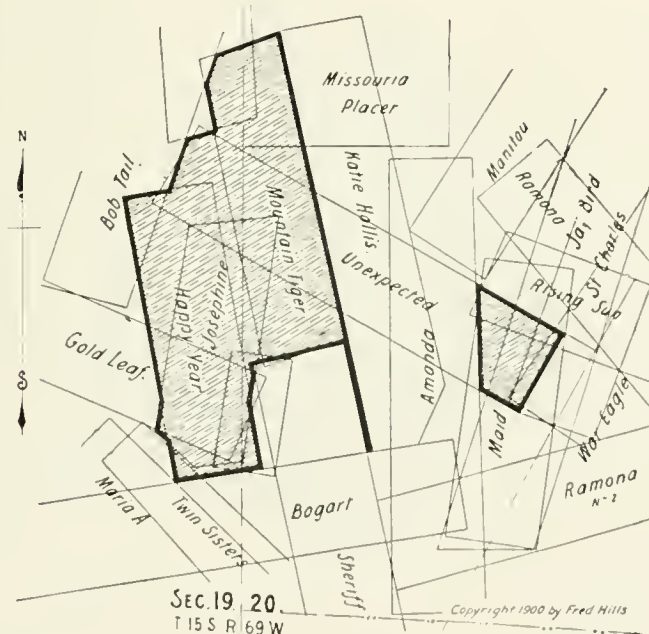 Missouria
Placer
N
Bob Tail.
Katie Hallis.
Manitou
Ramona
Jay Bird
St Charles
Mountain Tiger
Unexpected
Rising Sun
Josephine
Happy Year
Gold Leaf.
Amanda
S
Maid
War Eagle
Ramona
N-2
Maria A
Twin Sisters
Bogart
Sheriff
SEC. 19 20.
T 15 S R 69 W
Copyright 1900 by Fred Hills